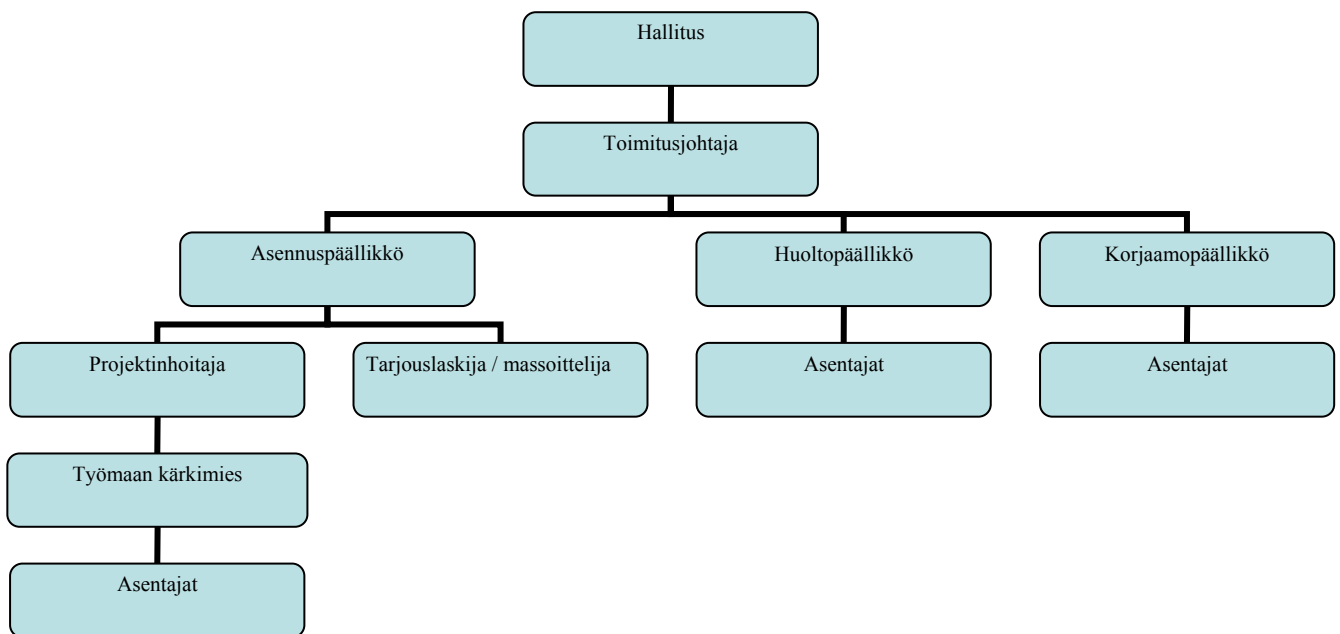 Hallitus
Toimitusjohtaja
Asennuspäällikkö
Huoltopäällikkö
Korjaamopäällikkö
Projektinhoitaja
Tarjouslaskija / massoittelija
Asentajat
Asentajat
Työmaan kärkimies
Asentajat